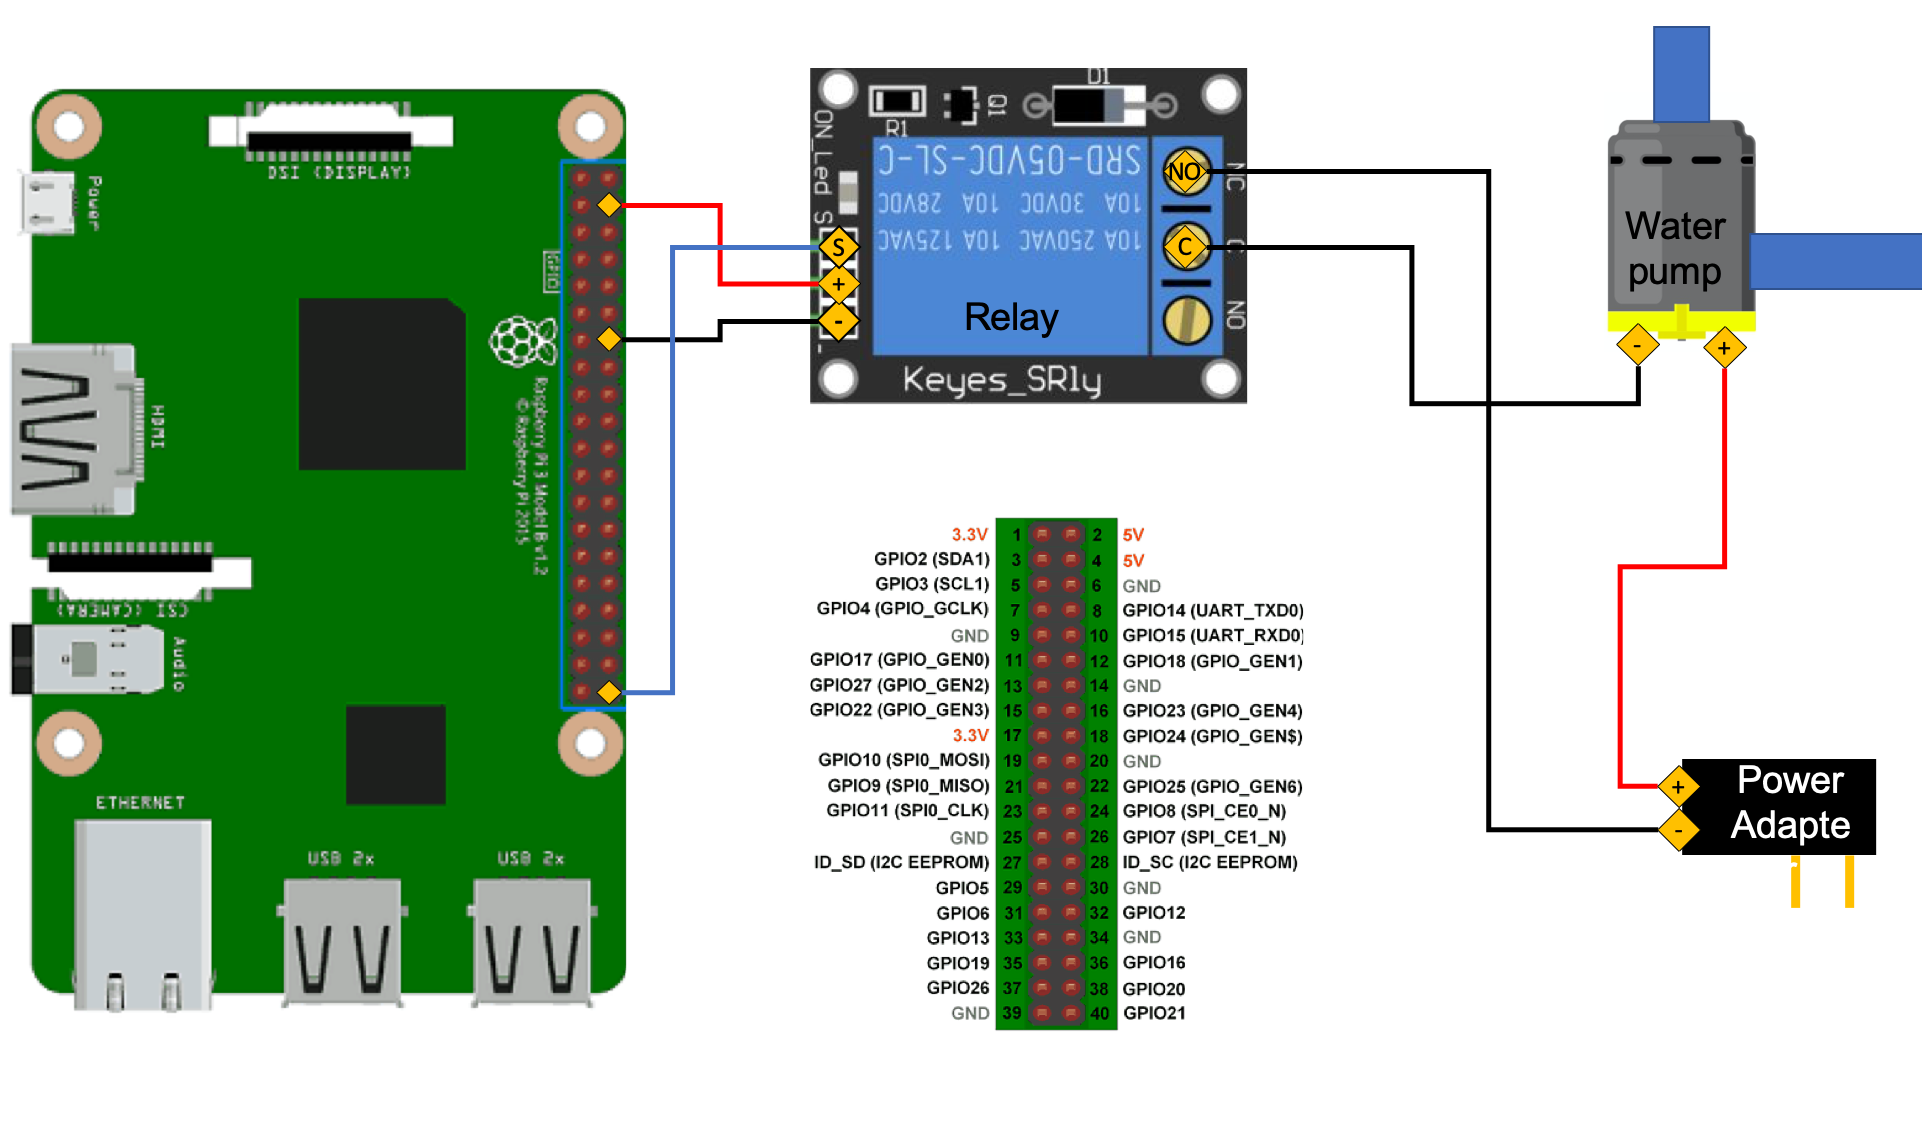 DSI (DISPLAY)
Power
GPIO
HDMI
Raspberry Pi 3 Model B v1.2
© Raspberry Pi 2015
CSI (CAMERA)
Audio
ETHERNET
USB 2x
USB 2x
D1
Q1
R1
ON_Led
S
SRD-05VDC-SL-C
10A 30VDC 10A 28VDC
10A 250VAC 10A 125VAC
S
+
-
NO
NC
C
C
NO
Relay
Keyes_SRly
Water
pump
-
+
Power
Adapte
+
-
3.3V 1 2 5V
GPIO2 (SDA1) 3 4 5V
GPIO3 (SCL1) 5 6 GND
GPIO4 (GPIO_GCLK) 7 8 GPIO14 (UART_TXD0)
GND 9 10 GPIO15 (UART_RXD0)
GPIO17 (GPIO_GEN0) 11 12 GPIO18 (GPIO_GEN1)
GPIO27 (GPIO_GEN2) 13 14 GND
GPIO22 (GPIO_GEN3) 15 16 GPIO23 (GPIO_GEN4)
3.3V 17 18 GPIO24 (GPIO_GEN$)
GPIO10 (SPI0_MOSI) 19 20 GND
GPIO9 (SPI0_MISO) 21 22 GPIO25 (GPIO_GEN6)
GPIO11 (SPI0_CLK) 23 24 GPIO8 (SPI_CE0_N)
GND 25 26 GPIO7 (SPI_CE1_N)
ID_SD (I2C EEPROM) 27 28 ID_SC (I2C EEPROM)
GPIO5 29 30 GND
GPIO6 31 32 GPIO12
GPIO13 33 34 GND
GPIO19 35 36 GPIO16
GPIO26 37 38 GPIO20
GND 39 40 GPIO21